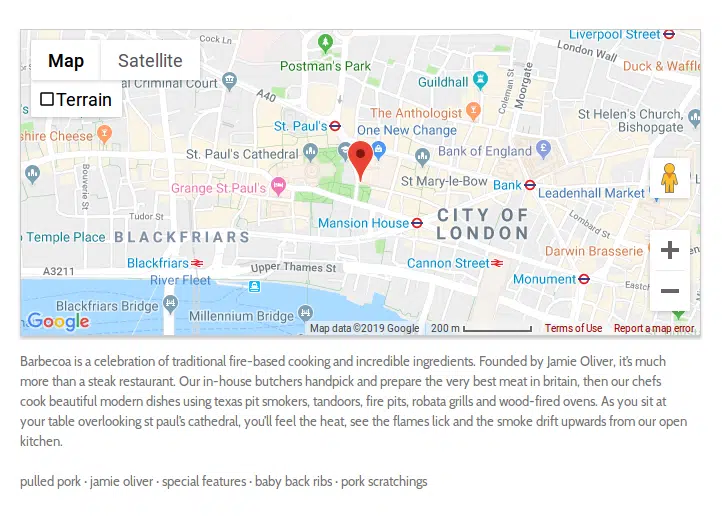 Cock Ln
Liverpool Street
London Wall
Map
Satellite
Postman's Park
Duck & Waffle
al Criminal Court
Guildhall
Coleman St
Moorgate
Terrain
A40
The Anthologist
St Helen's Church,
Bishopgate
St. Paul's
One New Change
shire Cheese
St. Paul's Cathedral
Bank of England
Grange St.Paul's
St Mary-le-Bow
Bank
Leadenhall Market
Bouverie St
Tudor St
Mansion House
CITY OF
LONDON
Lombard St
Temple Place
BLACKFRIARS
Darwin Brasserie
A3211
Blackfriars
Upper Thames St
Cannon Street
River Fleet
Monument
Eastch
Blackfriars Bridge
Millennium Bridge
Google
Map data ©2019 Google
200 m
Terms of Use
Report a map error
Barbecoa is a celebration of traditional fire-based cooking and incredible ingredients. Founded by Jamie Oliver, it's much
more than a steak restaurant. Our in-house butchers handpick and prepare the very best meat in britain, then our chefs
cook beautiful modern dishes using texas pit smokers, tandoors, fire pits, robata grills and wood-fired ovens. As you sit at
your table overlooking st paul's cathedral, you'll feel the heat, see the flames lick and the smoke drift upwards from our open
kitchen.
pulled pork · jamie oliver · special features · baby back ribs · pork scratchings